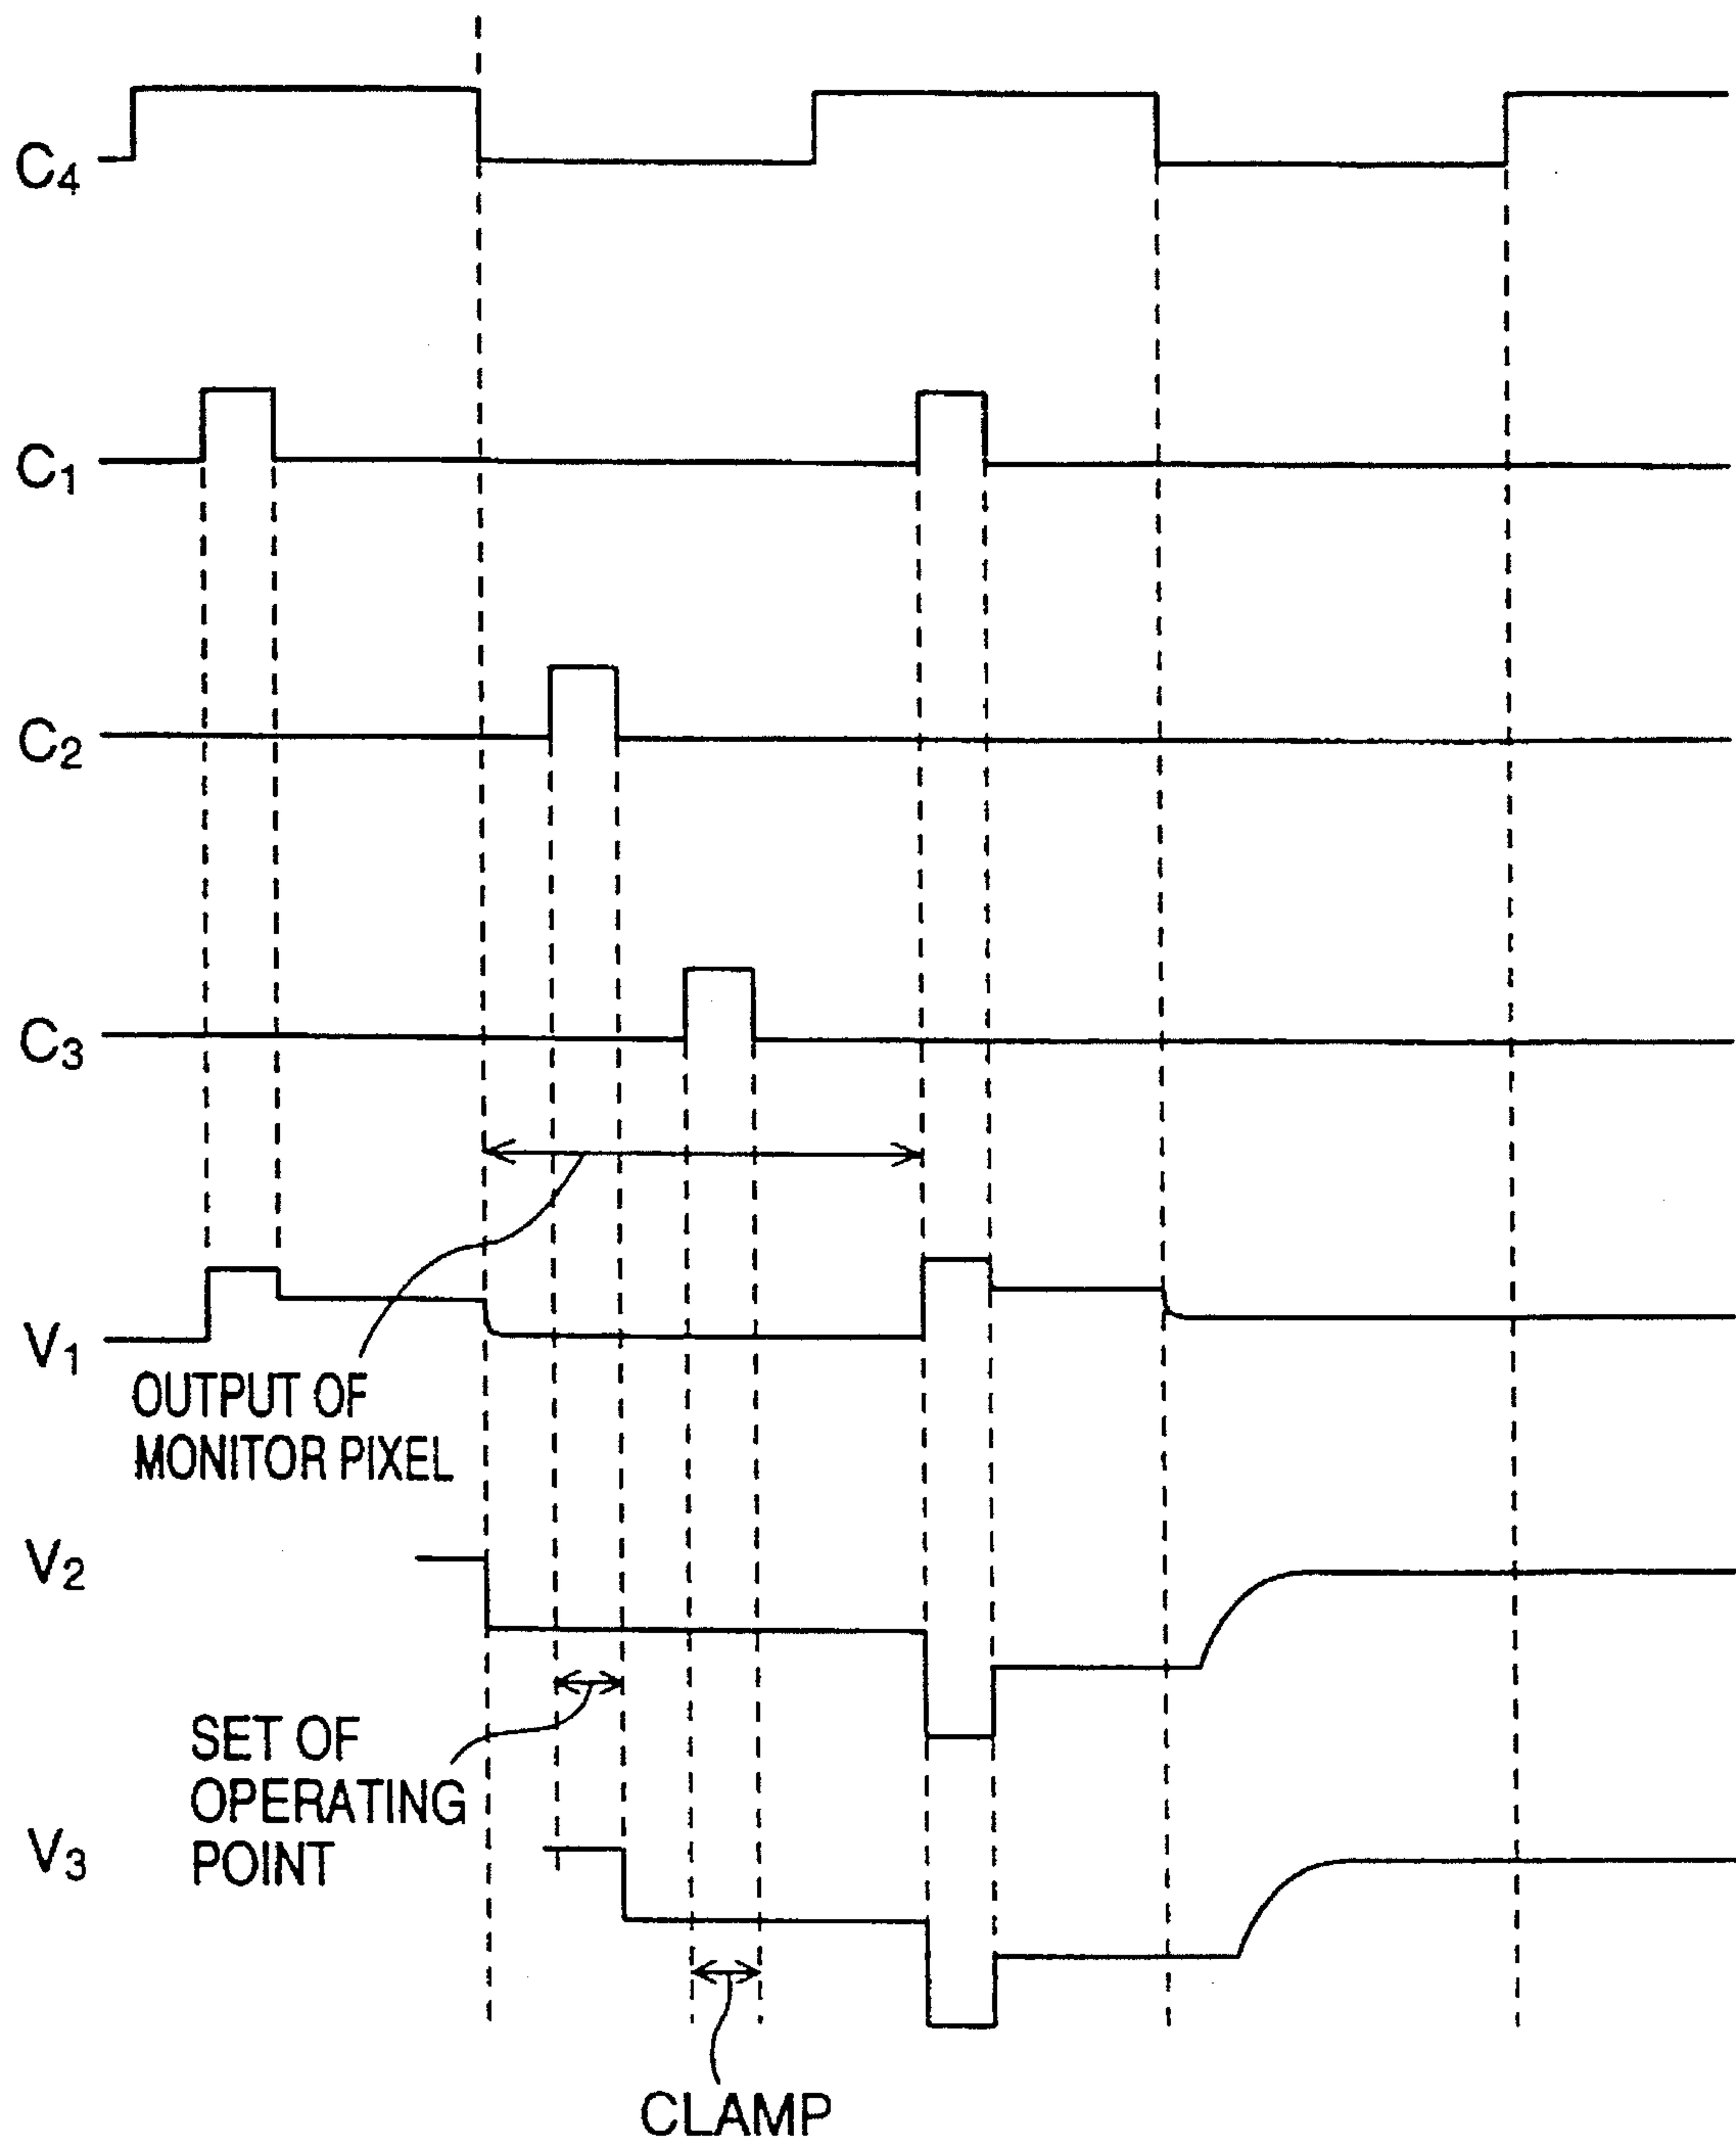 C4
C1
C2
C3
V1
OUTPUT OF
MONITOR PIXEL
V2
SET OF
OPERATING
POINT
V3
CLAMP